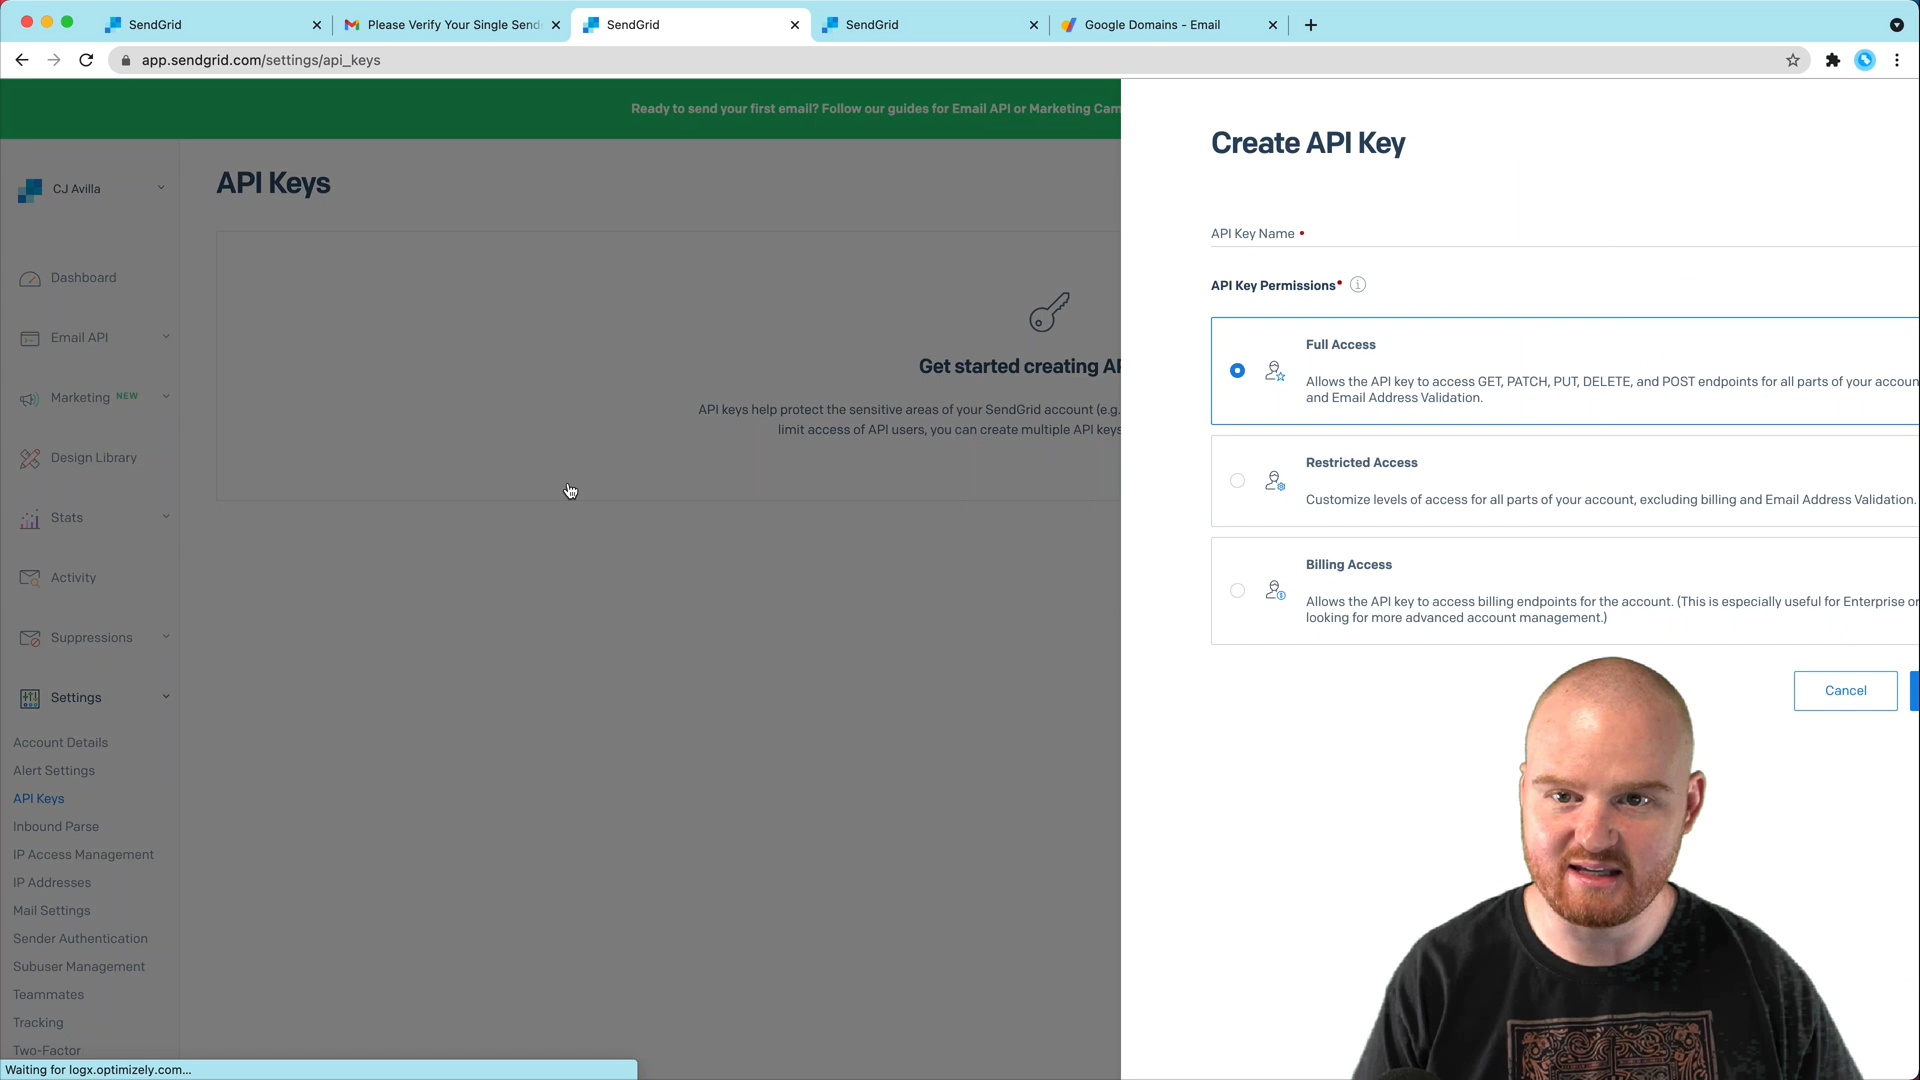 SendGrid
Please Verify Your Single Send
SendGrid
SendGrid
Google Domains - Email
app.sendgrid.com/settings/api_keys
Ready to send your first email? Follow our guides for Email API or Marketing Cam
CJ Avilla
Dashboard
Email API
Marketing NEW
Design Library
Stats
Activity
Suppressions
Settings
Account Details
Alert Settings
API Keys
Inbound Parse
IP Access Management
IP Addresses
Mail Settings
Sender Authentication
Subuser Management
Teammates
Tracking
Two-Factor
Waiting for logx.optimizely.com...
API Keys
Get started creating AP
API keys help protect the sensitive areas of your SendGrid account (e.g.
limit access of API users, you can create multiple API keys
Create API Key
API Key Name •
API Key Permissions•
Full Access
Allows the API key to access GET, PATCH, PUT, DELETE, and POST endpoints for all parts of your accoun
and Email Address Validation.
Restricted Access
Customize levels of access for all parts of your account, excluding billing and Email Address Validation.
Billing Access
Allows the API key to access billing endpoints for the account. (This is especially useful for Enterprise or
looking for more advanced account management.)
Cancel